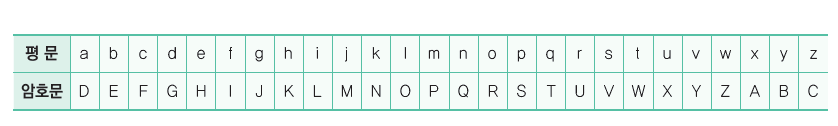 평 문 a b c d e f g h i j k l m n o p q r s t u v w x y z
암호문 D E F G H I J K L M N O P Q R S T U V W X Y Z A B C